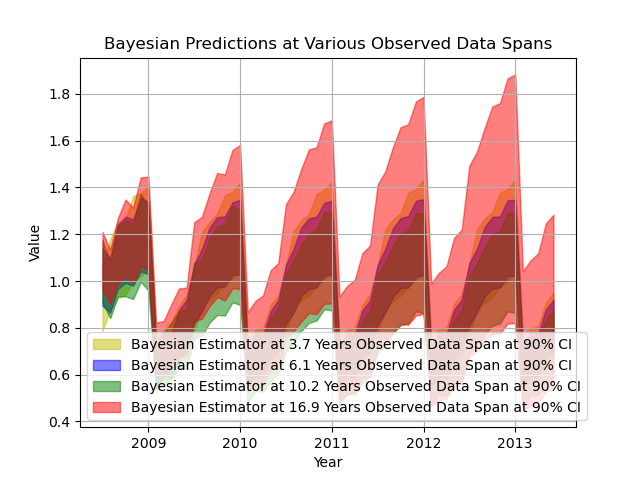 Bayesian Predictions at Various Observed Data Spans
1.8
1.6
1.4
1.2
1.0
0.8
0.6
0.4
Value
Bayesian Estimator at 3.7 Years Observed Data Span at 90% CI
Bayesian Estimator at 6.1 Years Observed Data Span at 90% CI
Bayesian Estimator at 10.2 Years Observed Data Span at 90% CI
Bayesian Estimator at 16.9 Years Observed Data Span at 90% CI
2009 2010 2011 2012 2013
Year